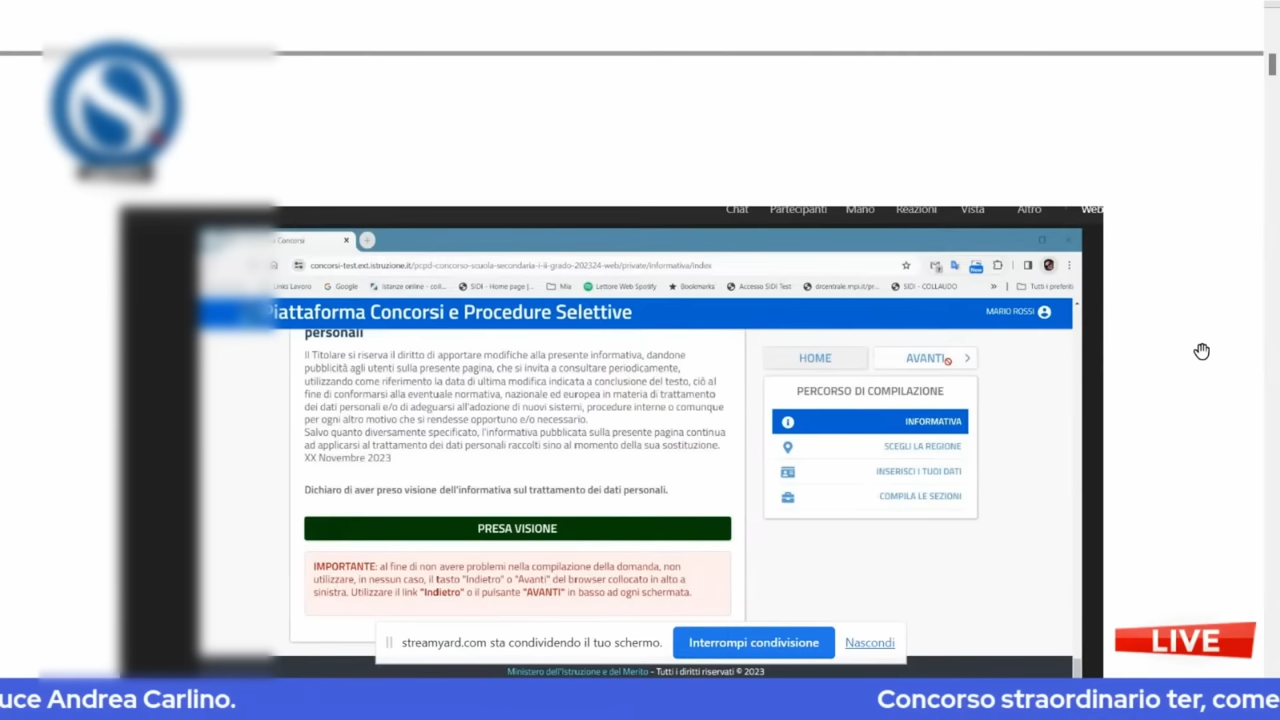 Chat Partecipanti Mano Reazioni Vista Altro Web
Concorsi
concorsi-test.ext.istruzione.it/pcpd-concorso-scuola-secondaria-i-ii-grado-202324-web/private/informativa/index
Lavoro Google Istanze online - coll... SIDI - Home page |... Mia Lettore Web Spotify Bookmarks Accesso SIDI Test drcentrale.mpi.it/pr... SIDI - COLLAUDO » Tutti i preferiti
Piattaforma Concorsi e Procedure Selettive
MARIO ROSSI
personali
Il Titolare si riserva il diritto di apportare modifiche alla presente informativa, dandone
pubblicità agli utenti sulla presente pagina, che si invita a consultare periodicamente,
utilizzando come riferimento la data di ultima modifica indicata a conclusione del testo, ciò al
fine di conformarsi alla eventuale normativa, nazionale ed europea in materia di trattamento
dei dati personali e/o di adeguarsi all'adozione di nuovi sistemi, procedure interne o comunque
per ogni altro motivo che si rendesse opportuno e/o necessario.
Salvo quanto diversamente specificato, l'informativa pubblicata sulla presente pagina continua
ad applicarsi al trattamento dei dati personali raccolti sino al momento della sua sostituzione.
XX Novembre 2023
Dichiaro di aver preso visione dell'informativa sul trattamento dei dati personali.
PRESA VISIONE
IMPORTANTE: al fine di non avere problemi nella compilazione della domanda, non
utilizzare, in nessun caso, il tasto "Indietro" o "Avanti" del browser collocato in alto a
sinistra. Utilizzare il link "Indietro" o il pulsante "AVANTI" in basso ad ogni schermata.
HOME AVANTI
PERCORSO DI COMPILAZIONE
INFORMATIVA
SCEGLI LA REGIONE
INSERISCI I TUOI DATI
COMPILA LE SEZIONI
streamyard.com sta condividendo il tuo schermo. Interrompi condivisione Nascondi
Ministero dell'Istruzione e del Merito - Tutti i diritti riservati © 2023
LIVE
uce Andrea Carlino. Concorso straordinario ter, come